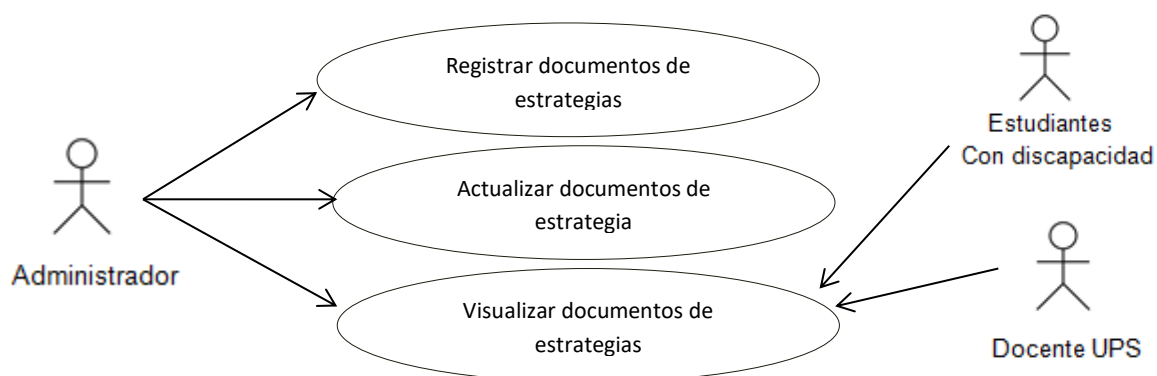 Registrar documentos de
estrategias
Estudiantes
Con discapacidad
Actualizar documentos de
estrategia
Administrador
Visualizar documentos de
estrategias
Docente UPS